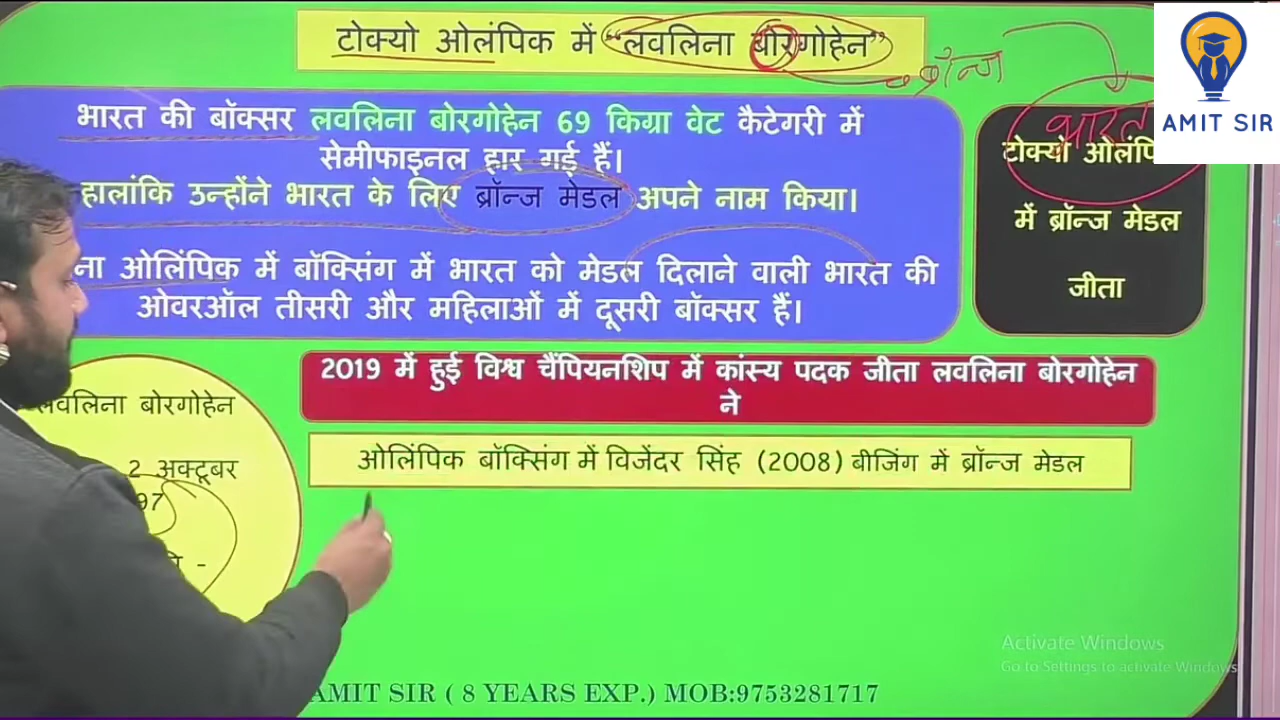 टोक्यो ओलंपिक में “लवलिना बोरगोहेन”
ब्रॉन्ज
भारत
AMIT SIR
भारत की बॉक्सर लवलिना बोरगोहेन 69 किग्रा वेट कैटेगरी में
सेमीफाइनल हार गई हैं।
हालांकि उन्होंने भारत के लिए ब्रॉन्ज मेडल अपने नाम किया।
ओलिंपिक में बॉक्सिंग में भारत को मेडल दिलाने वाली भारत की
ओवरऑल तीसरी और महिलाओं में दूसरी बॉक्सर हैं।
टोक्यो
में ब्रॉन्ज मेडल
जीता
2019 में हुई विश्व चैंपियनशिप में कांस्य पदक जीता लवलिना बोरगोहेन
ने
लवलिना बोरगोहेन
2 अक्टूबर
97
ओलिंपिक बॉक्सिंग में विजेंदर सिंह (2008) बीजिंग में ब्रॉन्ज मेडल
Activate Windows
Go to Settings to activate Windows
AMIT SIR ( 8 YEARS EXP.) MOB:9753281717